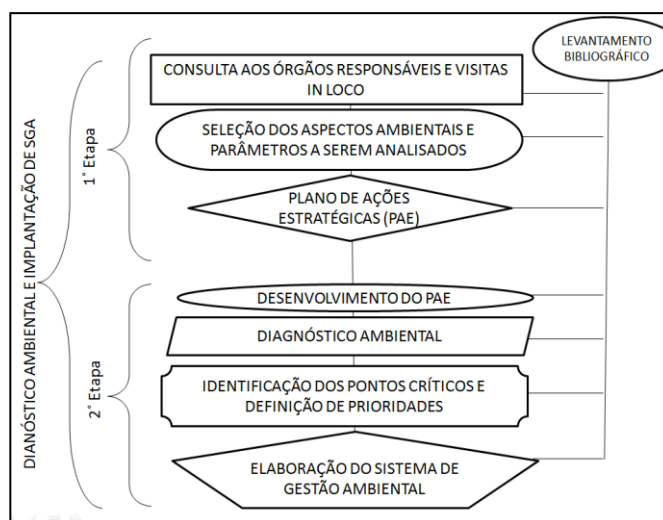 LEVANTAMENTO
BIBLIOGRÁFICO
CONSULTA AOS ÓRGÃOS RESPONSÁVEIS E VISITAS
IN LOCO
SELEÇÃO DOS ASPECTOS AMBIENTAIS E
PARÂMETROS A SEREM ANALISADOS
PLANO DE AÇÕES
ESTRATÉGICAS (PAE)
1˚ Etapa
DIANÓSTICO AMBIENTAL E IMPLANTAÇÃO DE SGA
DESENVOLVIMENTO DO PAE
DIAGNÓSTICO AMBIENTAL
IDENTIFICAÇÃO DOS PONTOS CRÍTICOS E
DEFINIÇÃO DE PRIORIDADES
2˚ Etapa
ELABORAÇÃO DO SISTEMA DE
GESTÃO AMBIENTAL